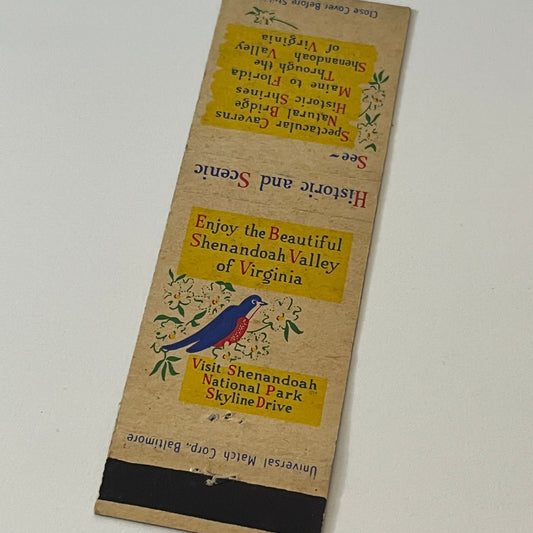 Enjoy the Beautiful
Shenandoah Valley
of Virginia
Visit Shenandoah
National Park
Skyline Drive
Universal Match Corp., Baltimore
Historic and Scenic
See~
Spectacular Caverns
Natural Bridge
Historic Shrines
Maine to Florida
Through the
Shenandoah Valley
of Virginia
Close Cover Before